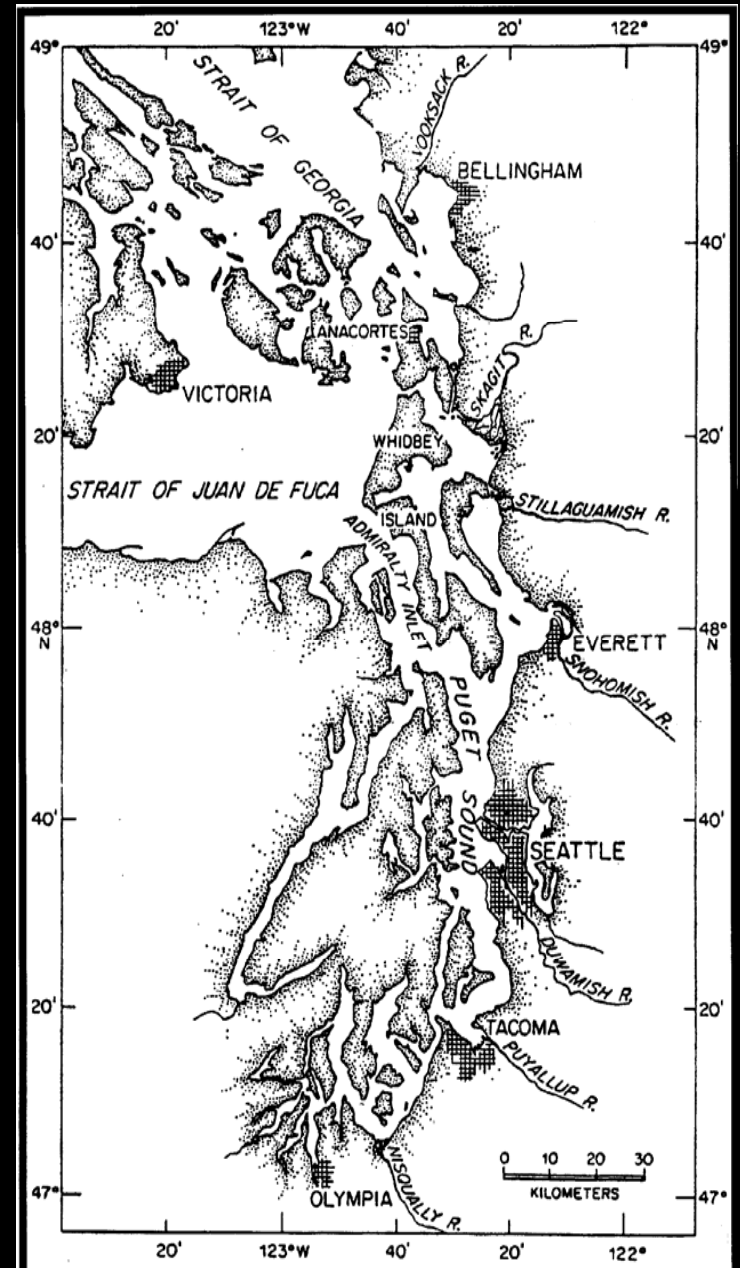 20' 123°W 40' 20' 122°
49° 49°
STRAIT OF GEORGIA
NOOKSACK R.
BELLINGHAM
40' 40'
ANACORTES
SKAGIT R.
VICTORIA
20' 20'
WHIDBEY
STRAIT OF JUAN DE FUCA
STILLAGUAMISH R.
ISLAND
ADMIRALTY INLET
48° 48°
N N
EVERETT
SNOHOMISH R.
PUGET SOUND
40' 40'
SEATTLE
DUWAMISH R.
20' 20'
TACOMA
PUYALLUP R.
0 10 20 30
KILOMETERS
47° 47°
OLYMPIA
NISQUALLY R.
20' 123°W 40' 20' 122°